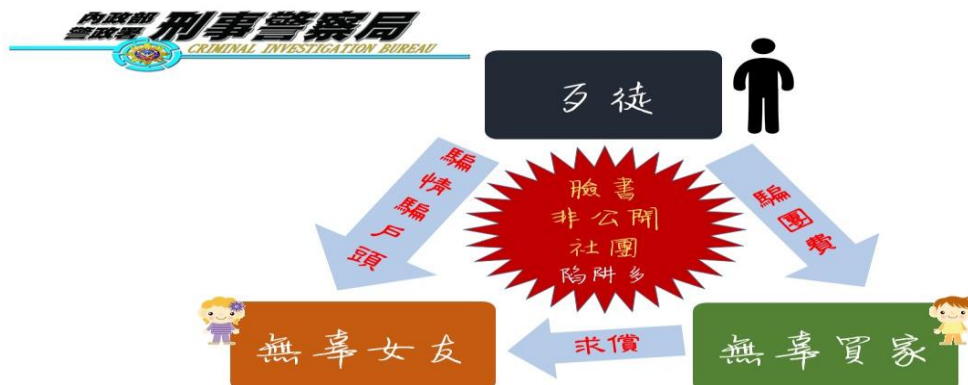 內政部
警政署
刑事警察局
CRIMINAL INVESTIGATION BUREAU
歹徒
騙情騙戶頭
臉書
非公開
社團
陷阱多
騙團費
無辜女友
求償
無辜買家